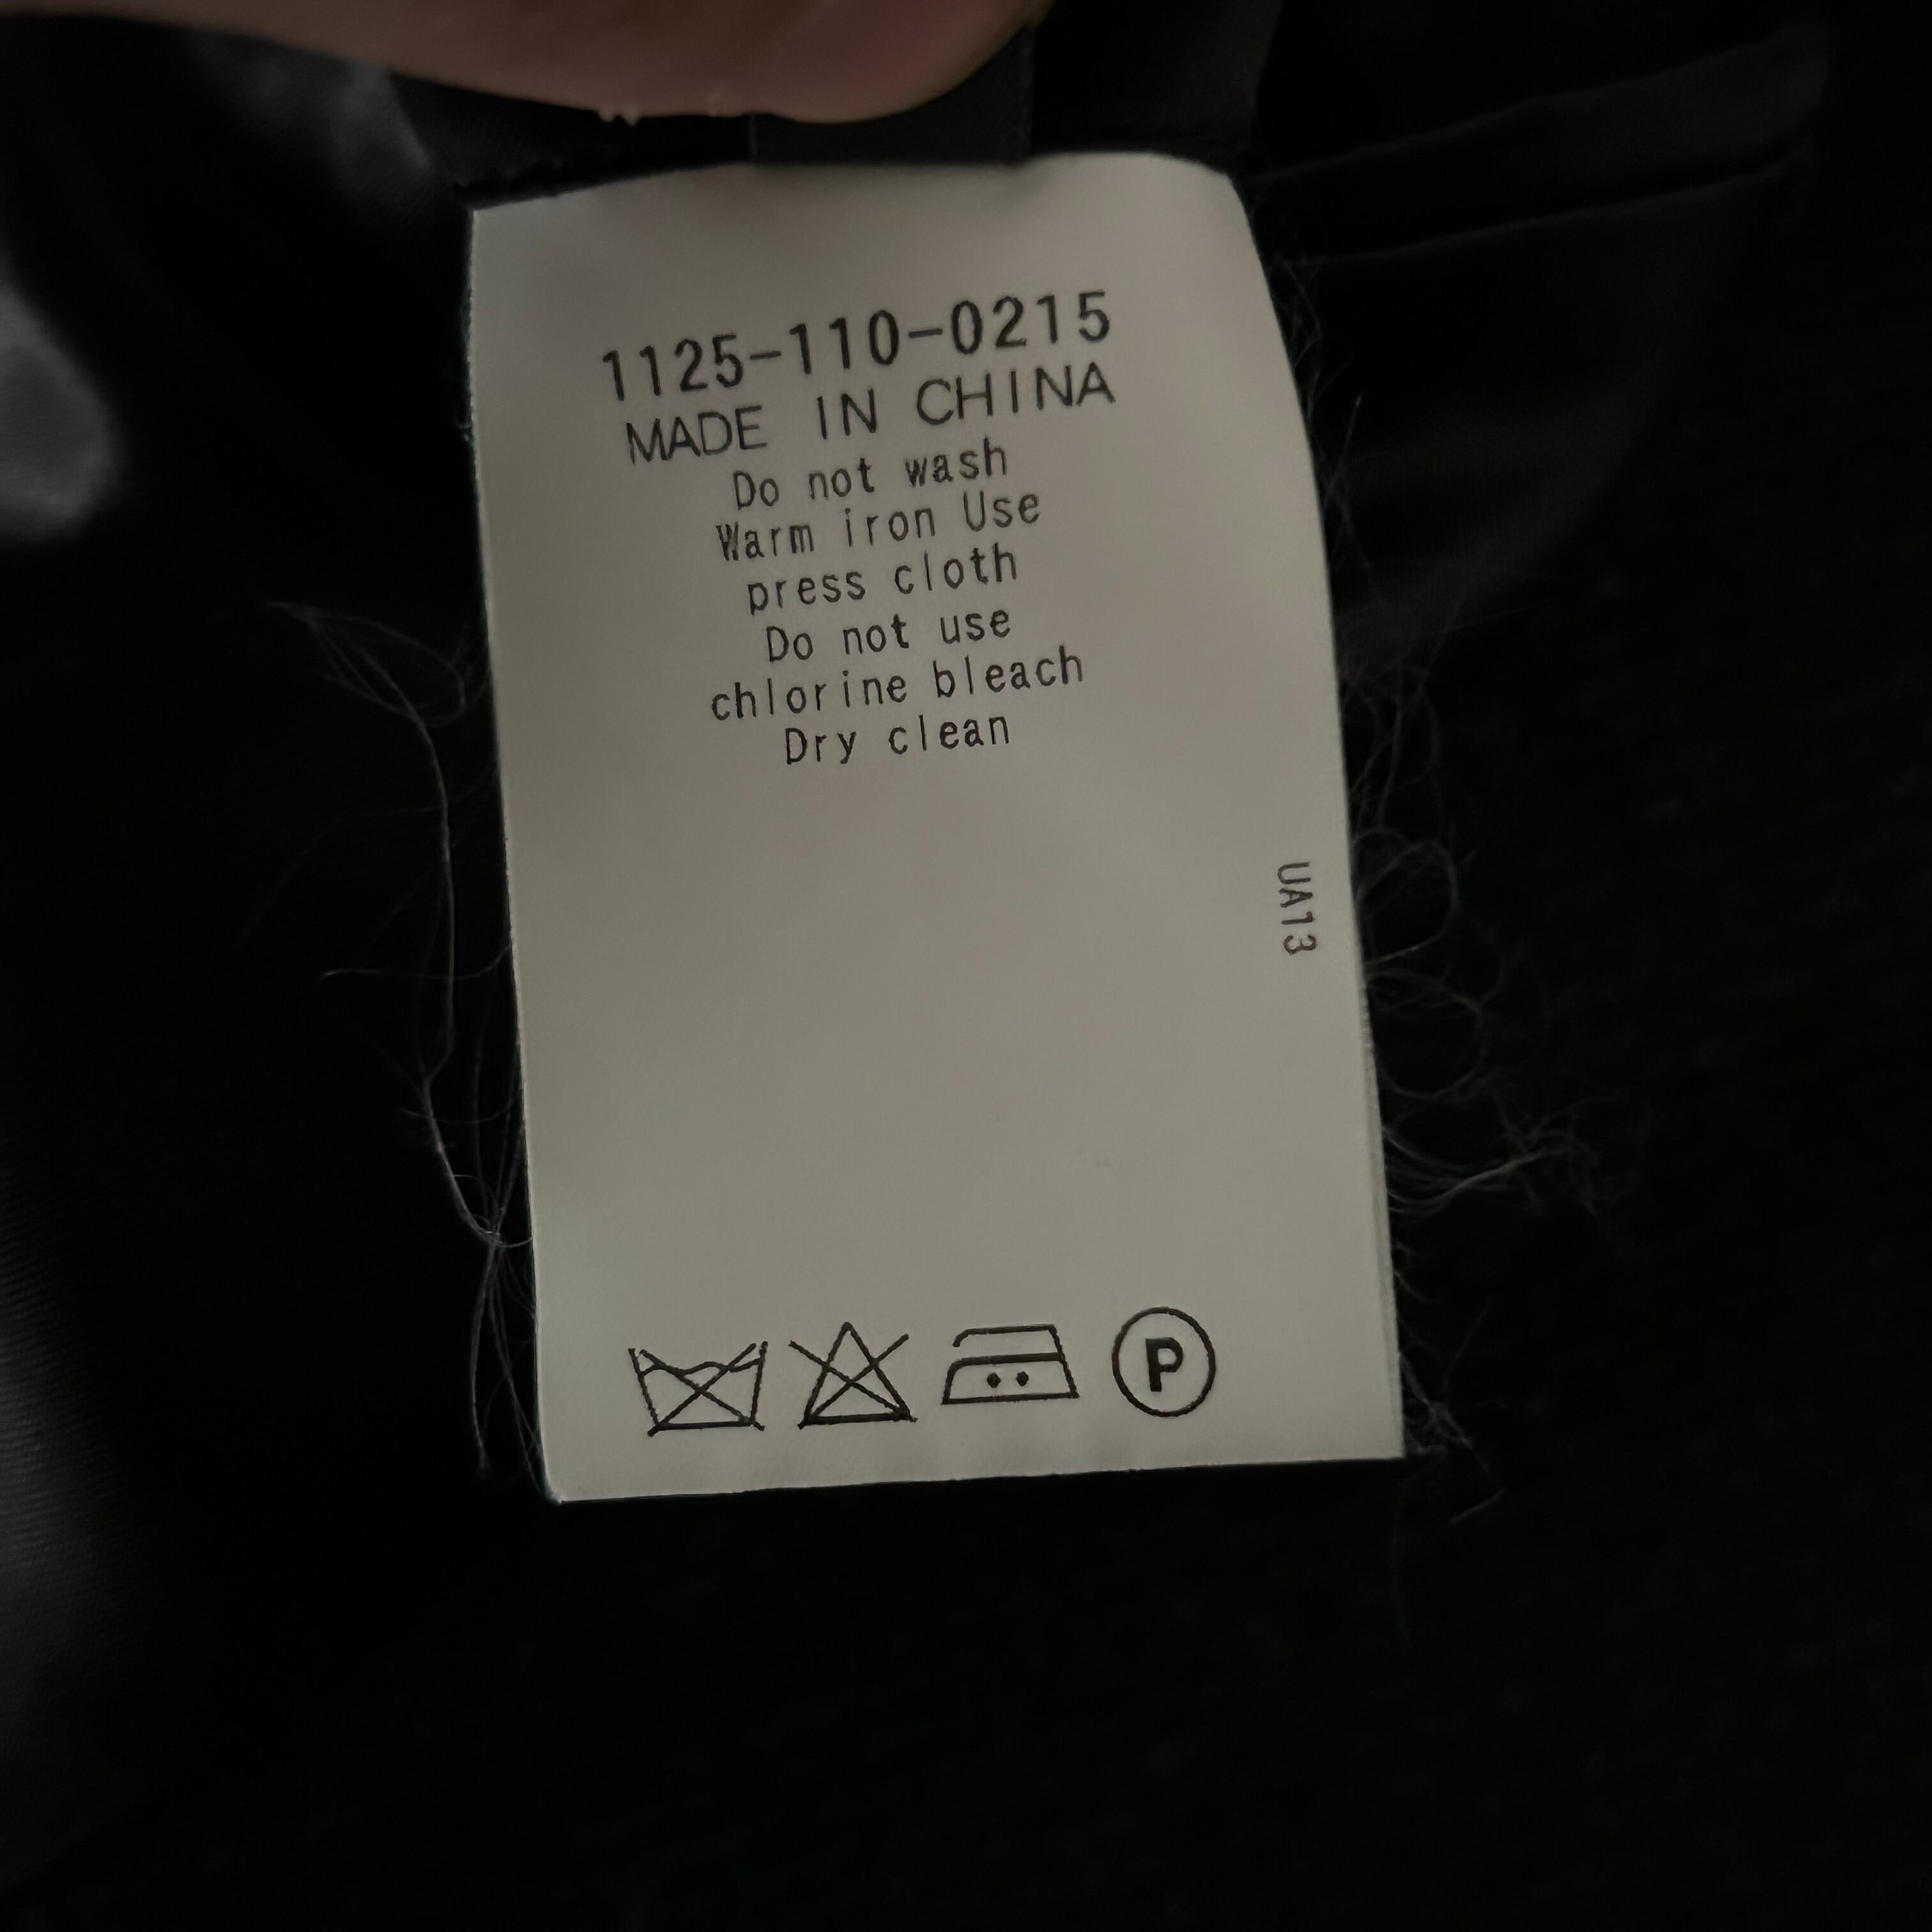 1125-110-0215
MADE IN CHINA
Do not wash
Warm iron Use
press cloth
Do not use
chlorine bleach
Dry clean
UA13
P